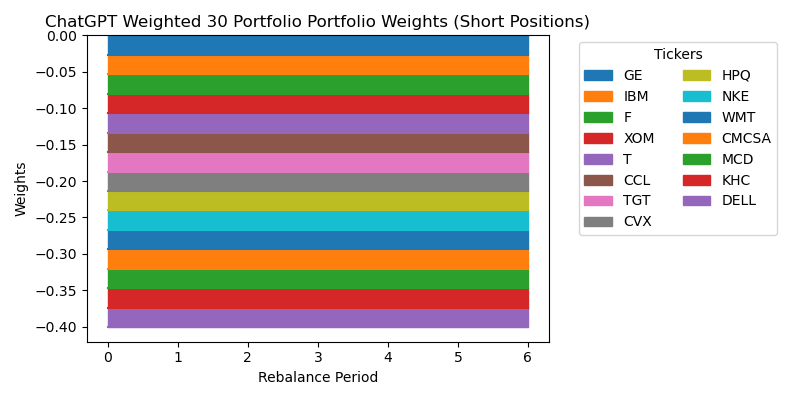 ChatGPT Weighted 30 Portfolio Portfolio Weights (Short Positions)
0.00
−0.05
−0.10
−0.15
−0.20
−0.25
−0.30
−0.35
−0.40
Weights
0 1 2 3 4 5 6
Rebalance Period
Tickers
GE
IBM
F
XOM
T
CCL
TGT
CVX
HPQ
NKE
WMT
CMCSA
MCD
KHC
DELL